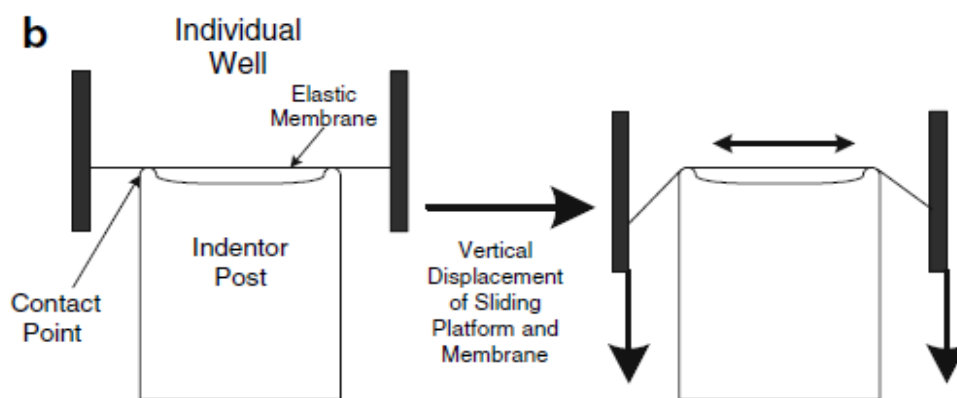 b
Individual
Well
Elastic
Membrane
Indentor
Post
Contact
Point
Vertical
Displacement
of Sliding
Platform and
Membrane